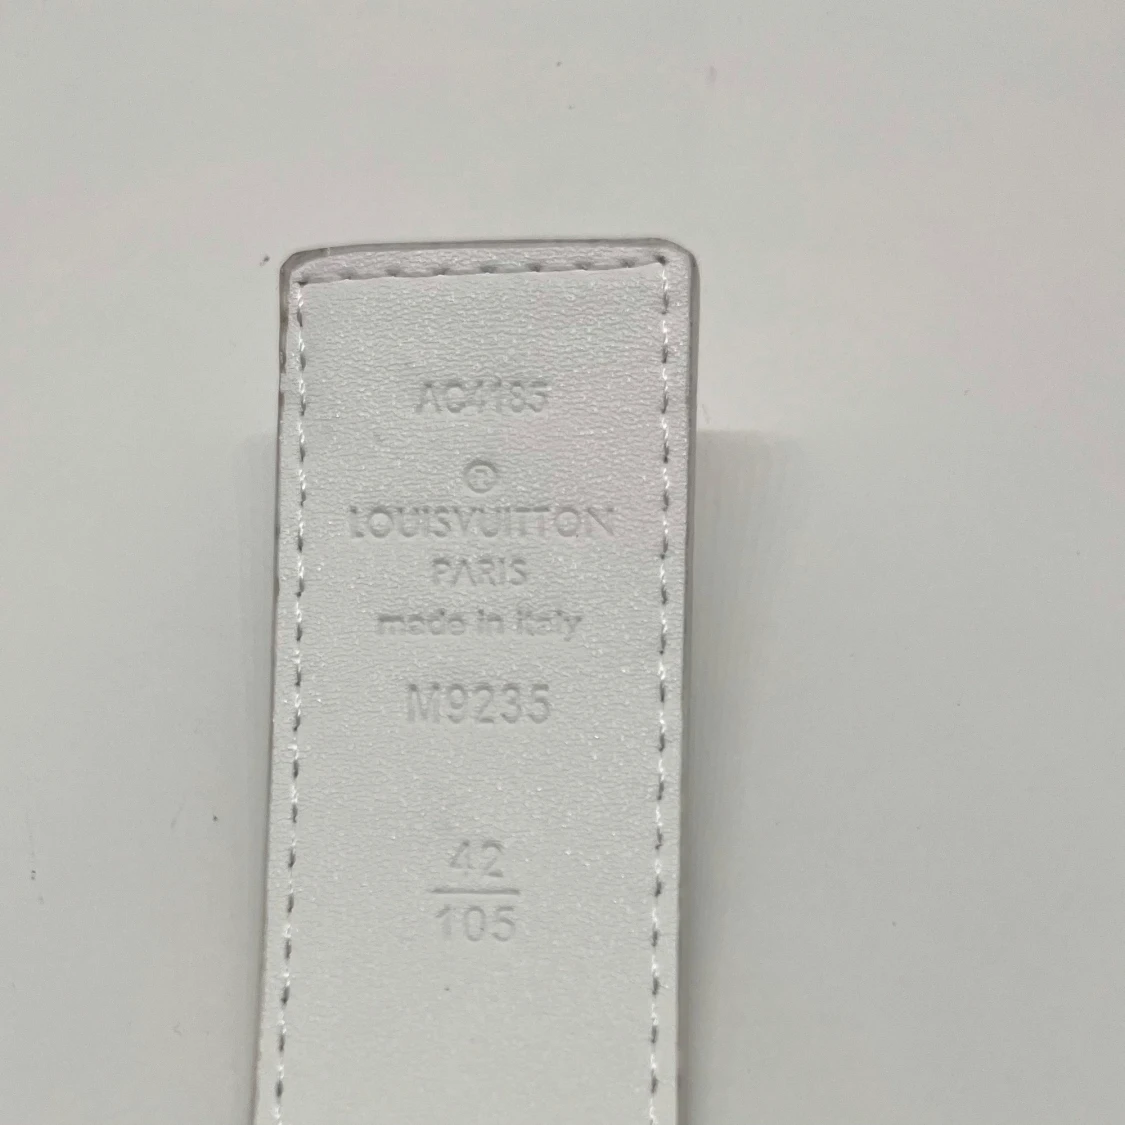 AC4185
®
LOUISVUITTON
PARIS
made in italy
M9235
42
105